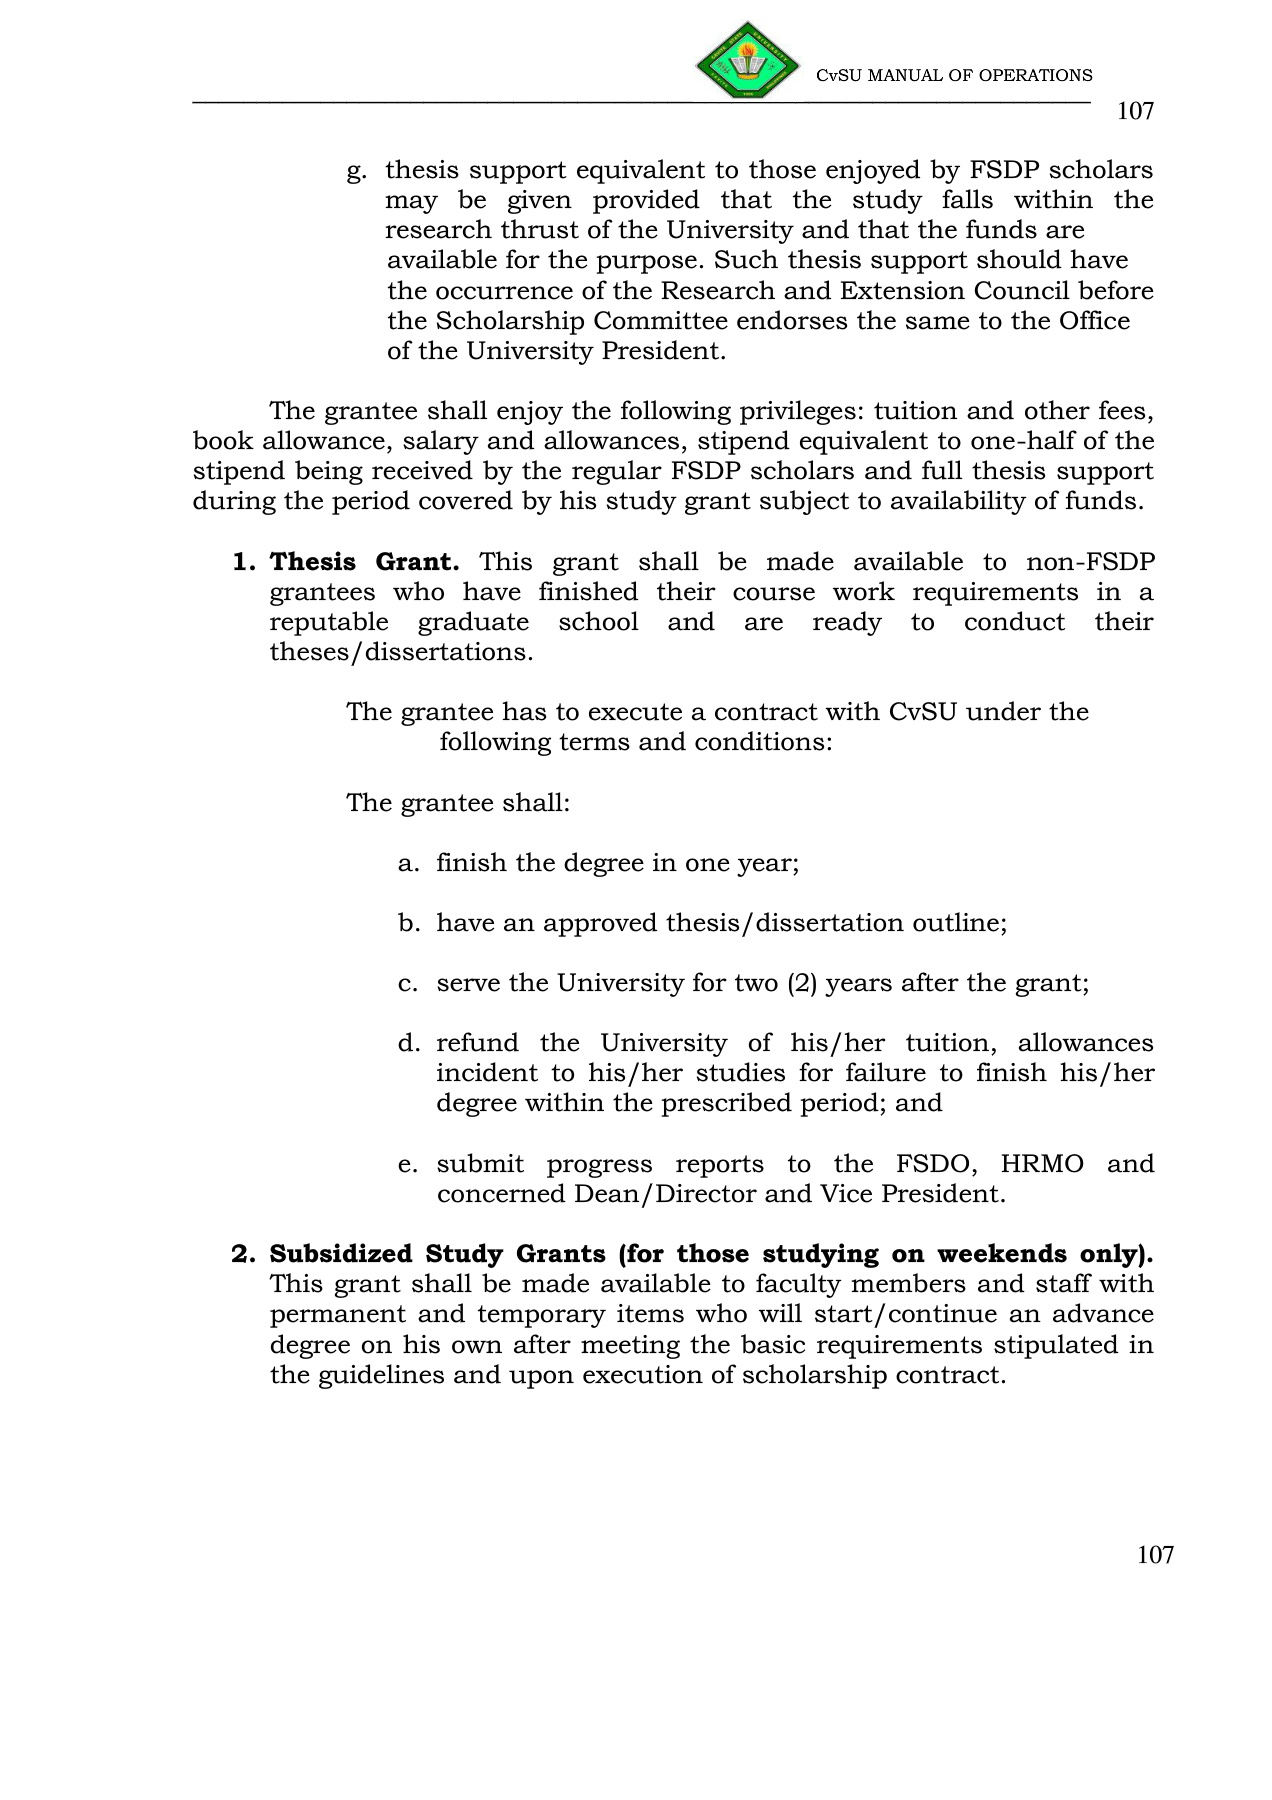 CvSU MANUAL OF OPERATIONS
107
g. thesis support equivalent to those enjoyed by FSDP scholars
may be given provided that the study falls within the
research thrust of the University and that the funds are
available for the purpose. Such thesis support should have
the occurrence of the Research and Extension Council before
the Scholarship Committee endorses the same to the Office
of the University President.
The grantee shall enjoy the following privileges: tuition and other fees,
book allowance, salary and allowances, stipend equivalent to one-half of the
stipend being received by the regular FSDP scholars and full thesis support
during the period covered by his study grant subject to availability of funds.
1. Thesis Grant. This grant shall be made available to non-FSDP
grantees who have finished their course work requirements in a
reputable graduate school and are ready to conduct their
theses/dissertations.
The grantee has to execute a contract with CvSU under the
following terms and conditions:
The grantee shall:
a. finish the degree in one year;
b. have an approved thesis/dissertation outline;
c. serve the University for two (2) years after the grant;
d. refund the University of his/her tuition, allowances
incident to his/her studies for failure to finish his/her
degree within the prescribed period; and
e. submit progress reports to the FSDO, HRMO and
concerned Dean/Director and Vice President.
2. Subsidized Study Grants (for those studying on weekends only).
This grant shall be made available to faculty members and staff with
permanent and temporary items who will start/continue an advance
degree on his own after meeting the basic requirements stipulated in
the guidelines and upon execution of scholarship contract.
107